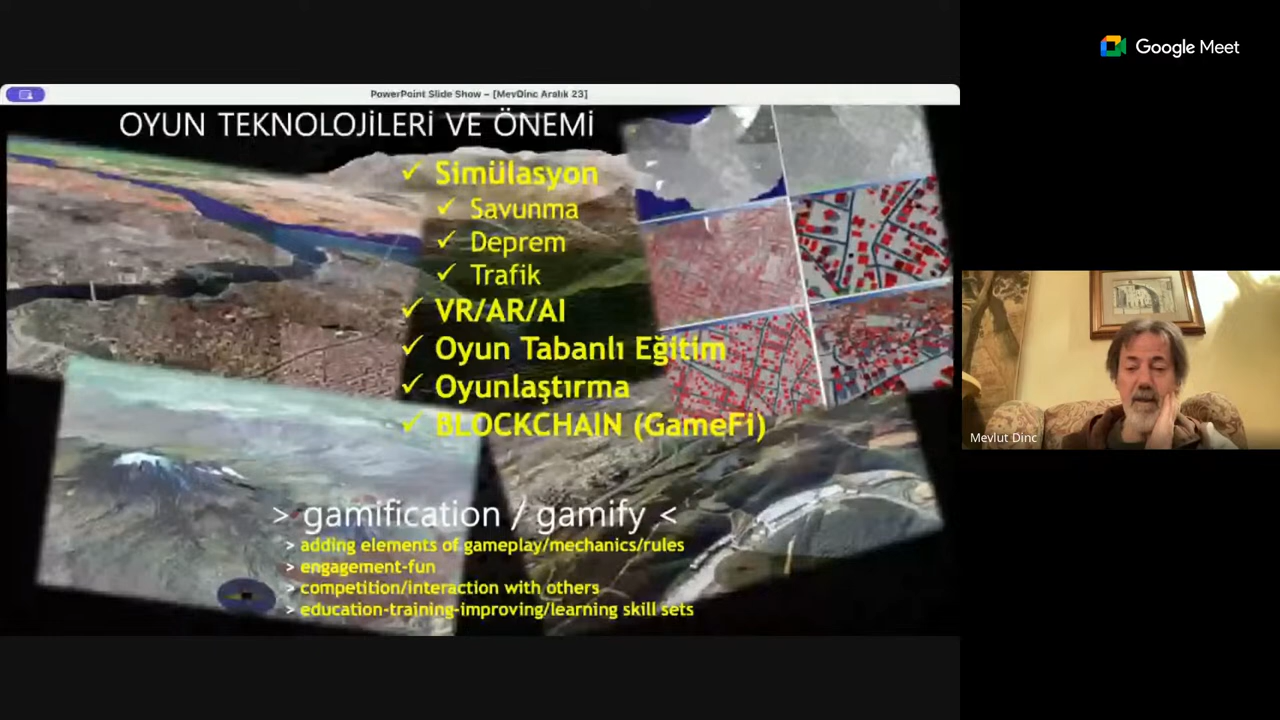 Google Meet
PowerPoint Slide Show – [MevDinc Aralık 23]
OYUN TEKNOLOJİLERİ VE ÖNEMİ
✓ Simülasyon
✓ Savunma
✓ Deprem
✓ Trafik
✓ VR/AR/AI
✓ Oyun Tabanlı Eğitim
✓ Oyunlaştırma
✓ BLOCKCHAIN (GameFi)
> gamification / gamify <
> adding elements of gameplay/mechanics/rules
> engagement-fun
> competition/interaction with others
> education-training-improving/learning skill sets
Mevlut Dinc